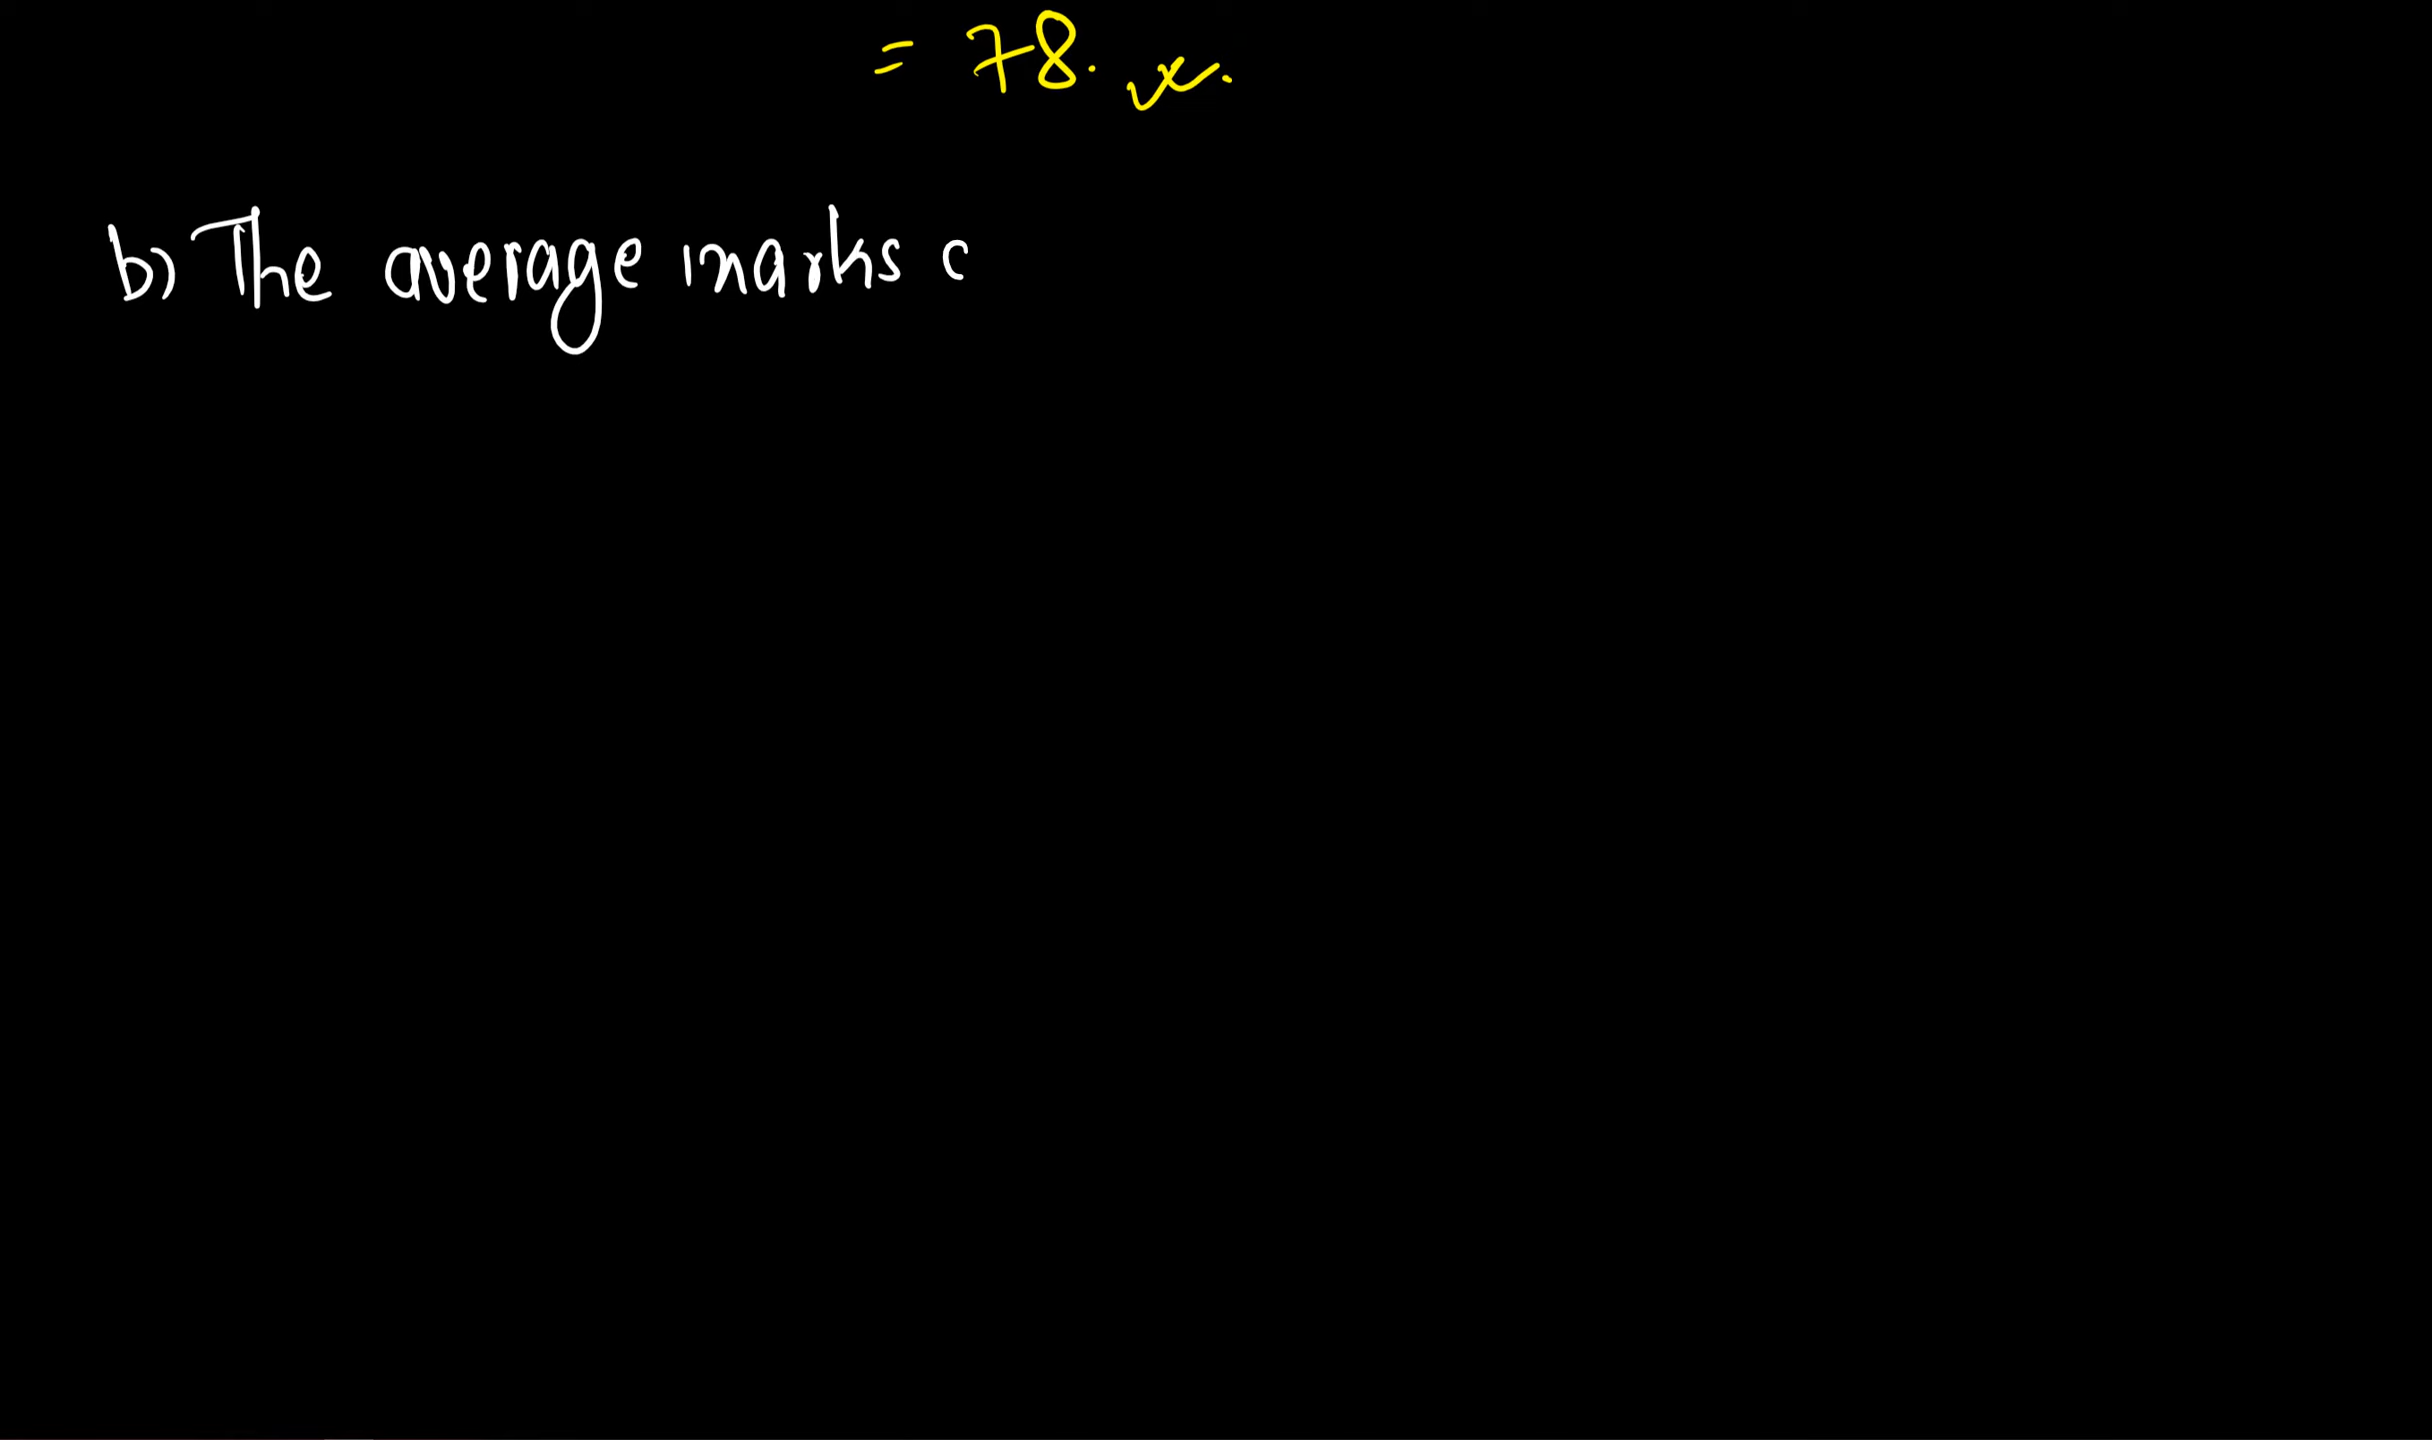 = 78.
b) The average marks c